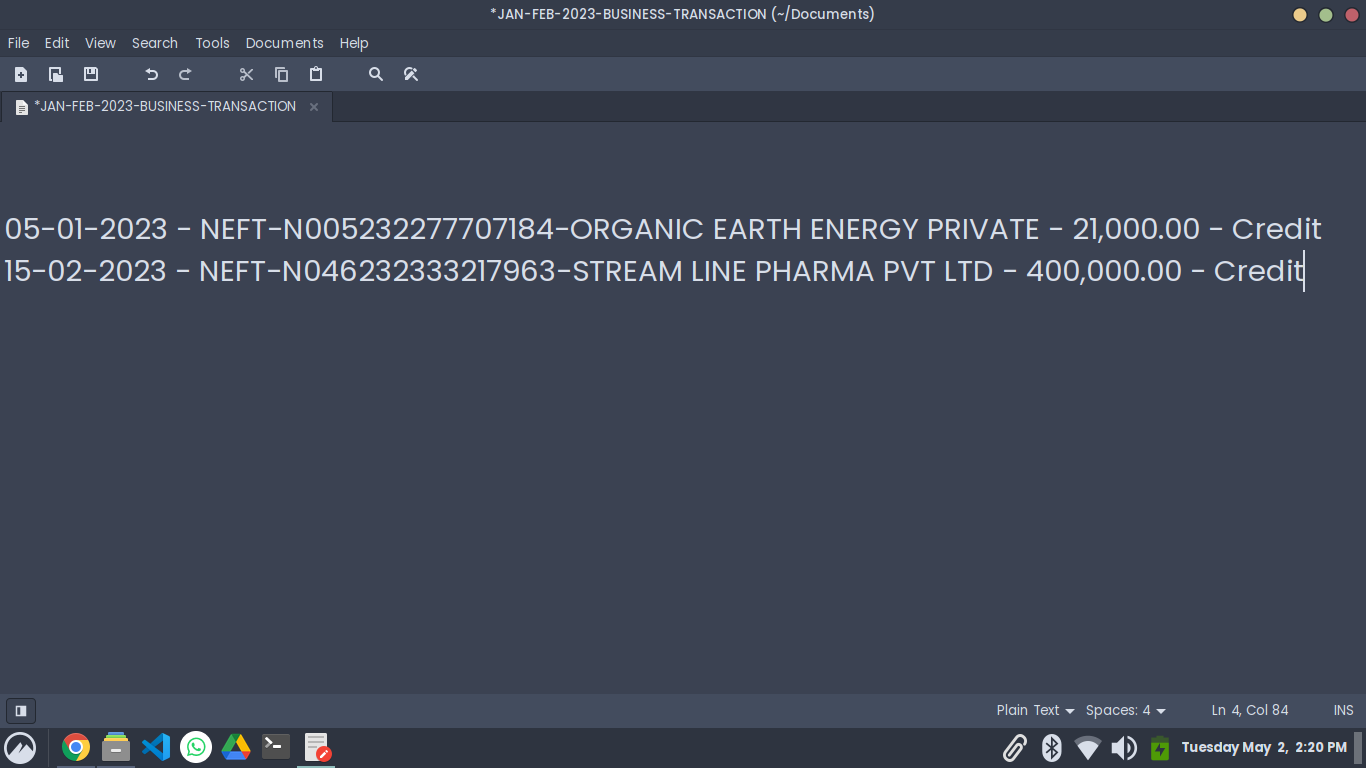 *JAN-FEB-2023-BUSINESS-TRANSACTION (~/Documents)
File Edit View Search Tools Documents Help
*JAN-FEB-2023-BUSINESS-TRANSACTION
05-01-2023 - NEFT-N005232277707184-ORGANIC EARTH ENERGY PRIVATE - 21,000.00 - Credit
15-02-2023 - NEFT-N046232333217963-STREAM LINE PHARMA PVT LTD - 400,000.00 - Credit
Plain Text Spaces: 4 Ln 4, Col 84 INS
Tuesday May 2, 2:20 PM